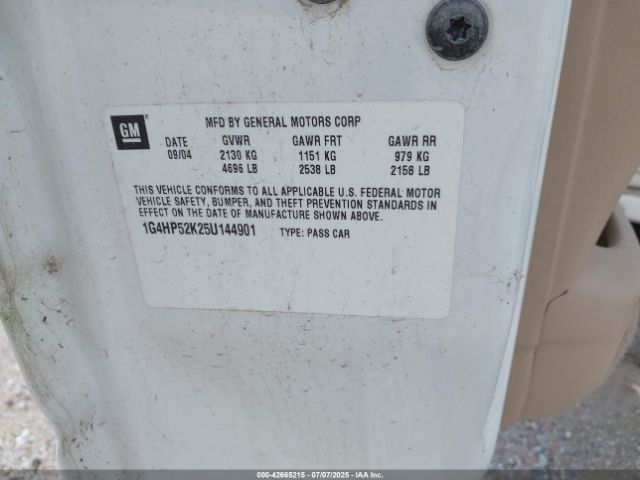 MFD BY GENERAL MOTORS CORP
GM
DATE GVWR GAWR FRT GAWR RR
09/04 2130 KG 1151 KG 979 KG
4696 LB 2538 LB 2158 LB
THIS VEHICLE CONFORMS TO ALL APPLICABLE U.S. FEDERAL MOTOR
VEHICLE SAFETY, BUMPER, AND THEFT PREVENTION STANDARDS IN
EFFECT ON THE DATE OF MANUFACTURE SHOWN ABOVE.
1G4HP52K25U144901 TYPE: PASS CAR
000-42665215 - 07/07/2025 - IAA Inc.